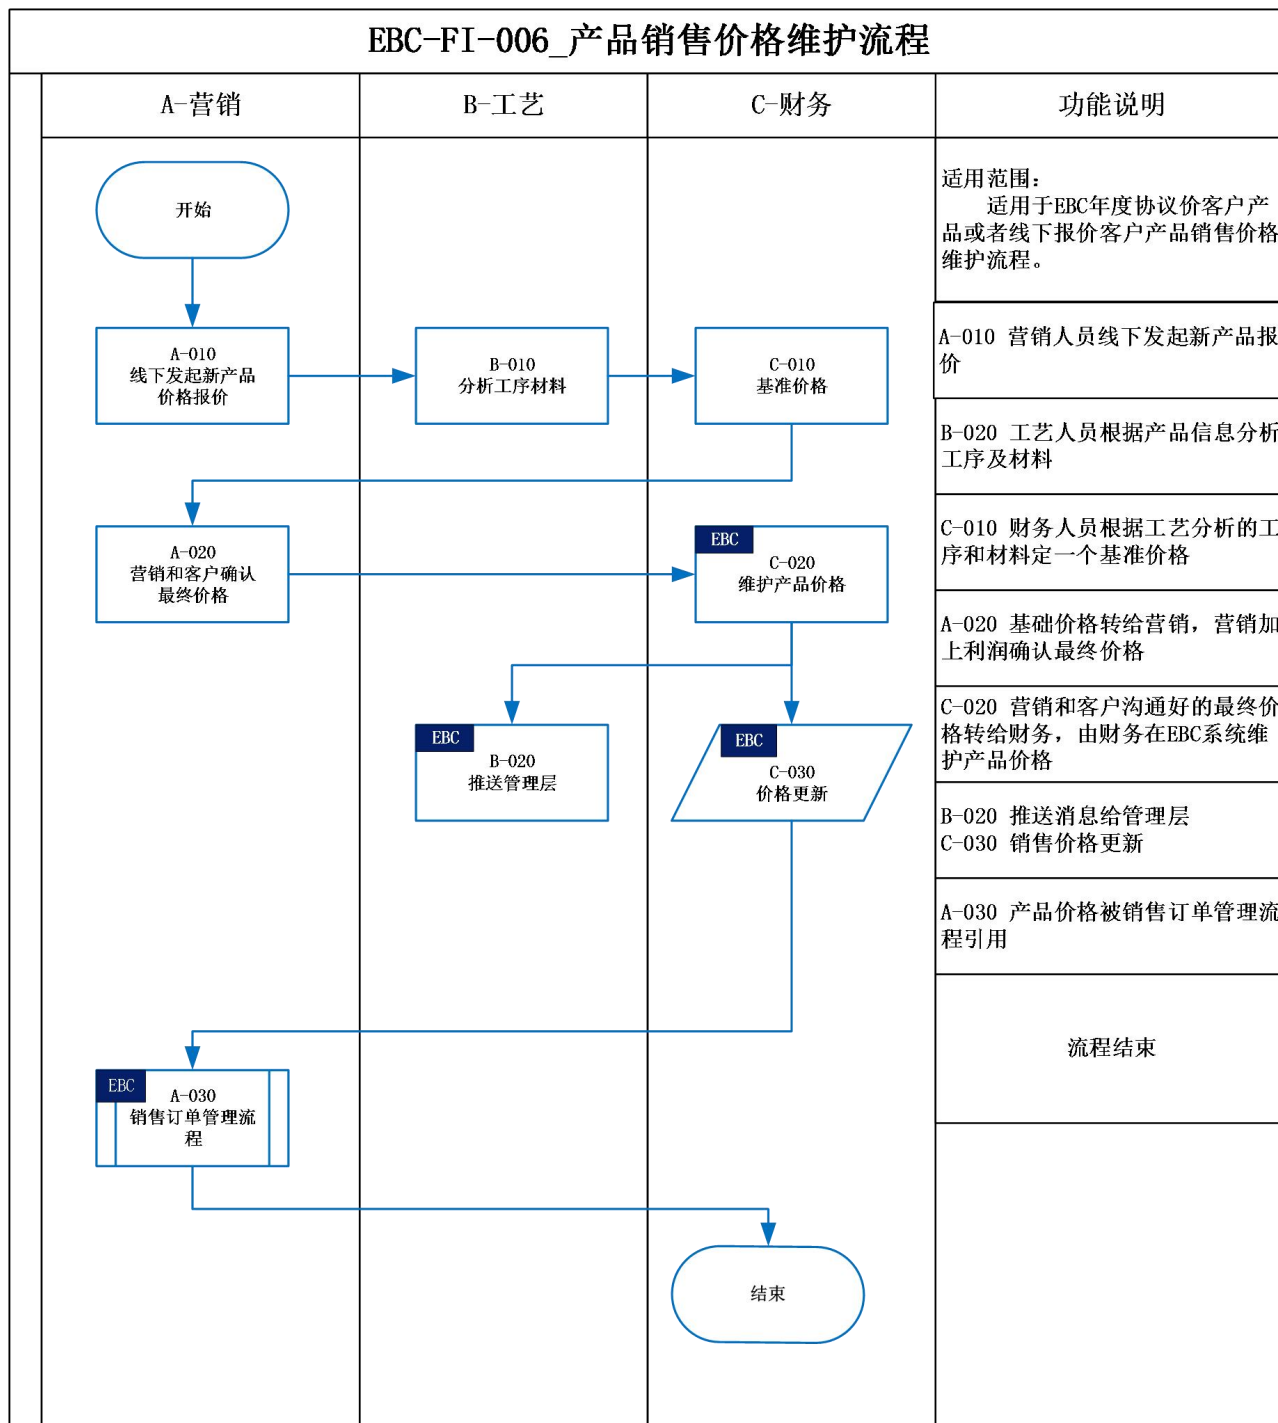 EBC-FI-006_产品销售价格维护流程
A-营销
B-工艺
C-财务
功能说明
开始
适用范围：
适用于EBC年度协议价客户产
品或者线下报价客户产品销售价格
维护流程。
A-010
线下发起新产品
价格报价
B-010
分析工序材料
C-010
基准价格
A-010 营销人员线下发起新产品报
价
B-020 工艺人员根据产品信息分析
工序及材料
A-020
营销和客户确认
最终价格
EBC
C-020
维护产品价格
C-010 财务人员根据工艺分析的工
序和材料定一个基准价格
A-020 基础价格转给营销，营销加
上利润确认最终价格
EBC
B-020
推送管理层
EBC
C-030
价格更新
C-020 营销和客户沟通好的最终价
格转给财务，由财务在EBC系统维
护产品价格
B-020 推送消息给管理层
C-030 销售价格更新
A-030 产品价格被销售订单管理流
程引用
流程结束
EBC
A-030
销售订单管理流
程
结束